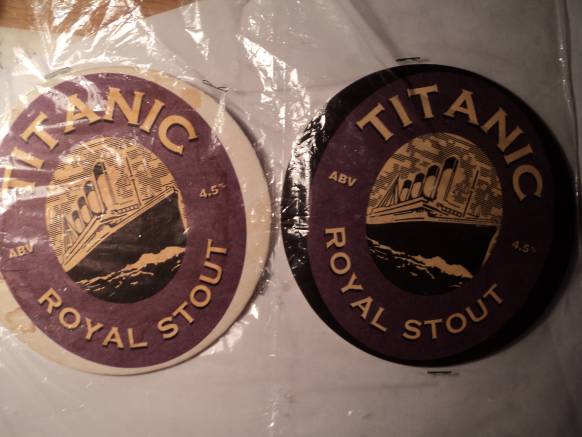 TITANIC
ABV
4.5%
ROYAL STOUT
TITANIC
ABV
4.5%
ROYAL STOUT